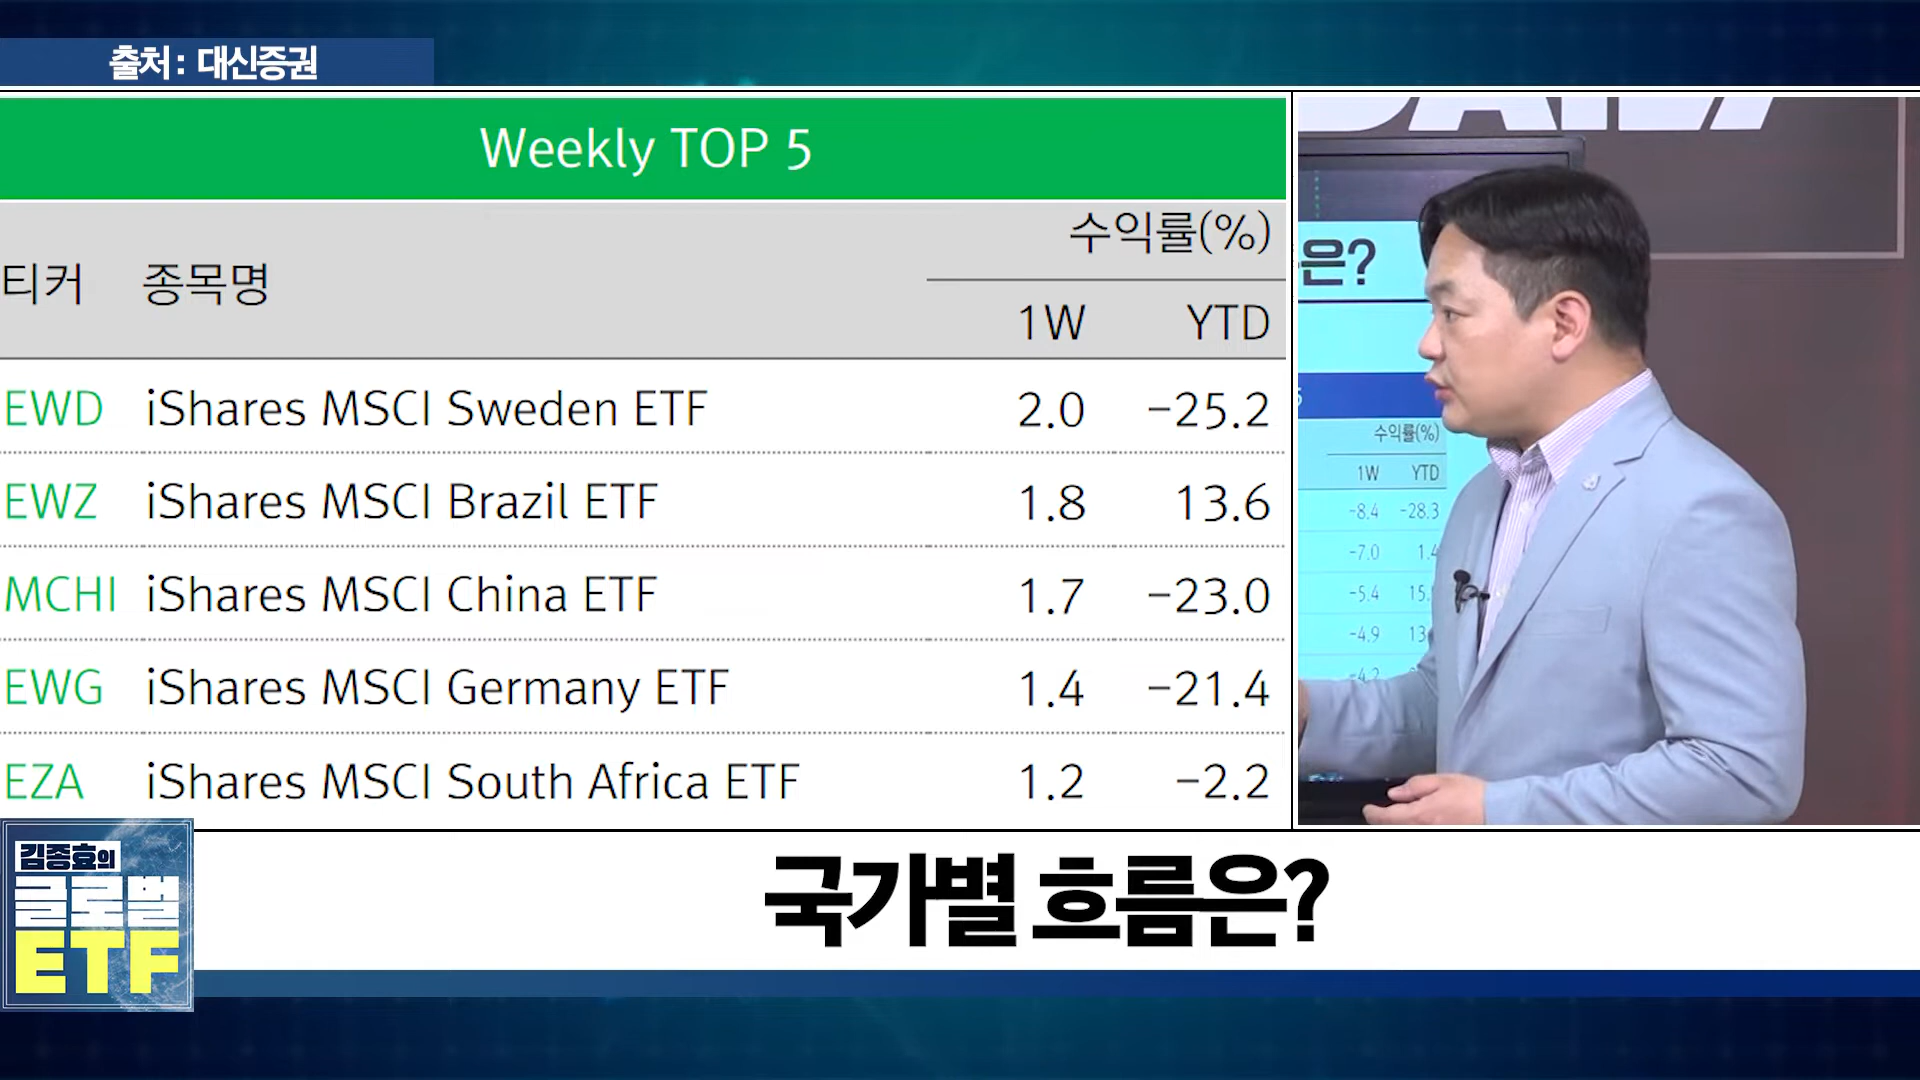 출처 : 대신증권
Weekly TOP 5
수익률(%)
티커 종목명
1W YTD
EWD iShares MSCI Sweden ETF 2.0 -25.2
EWZ iShares MSCI Brazil ETF 1.8 13.6
MCHI iShares MSCI China ETF 1.7 -23.0
EWG iShares MSCI Germany ETF 1.4 -21.4
EZA iShares MSCI South Africa ETF 1.2 -2.2
은?
수익률(%)
1W YTD
-8.4 -28.3
-7.0
-5.4
-4.9
-4.2
김종효의
글로벌
ETF
국가별 흐름은?